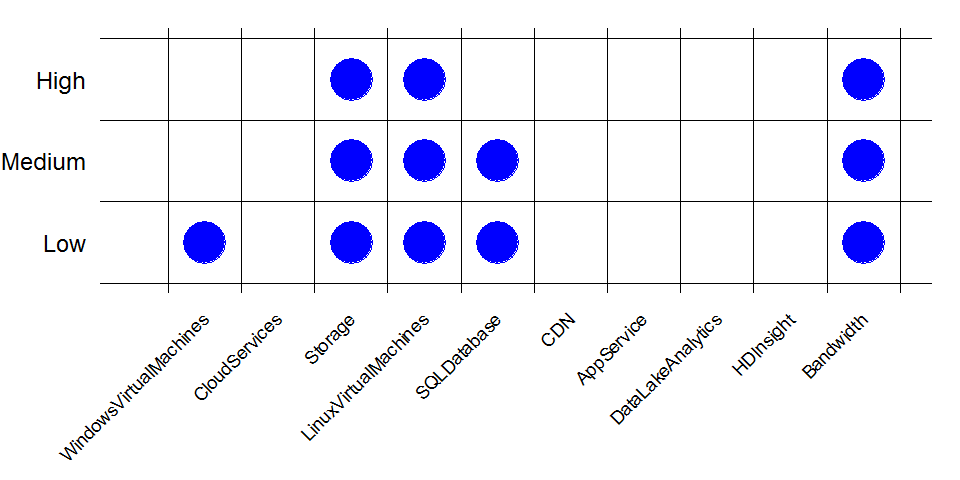 High
Medium
Low
WindowsVirtualMachines
CloudServices
Storage
LinuxVirtualMachines
SQLDatabase
CDN
AppService
DataLakeAnalytics
HDInsight
Bandwidth